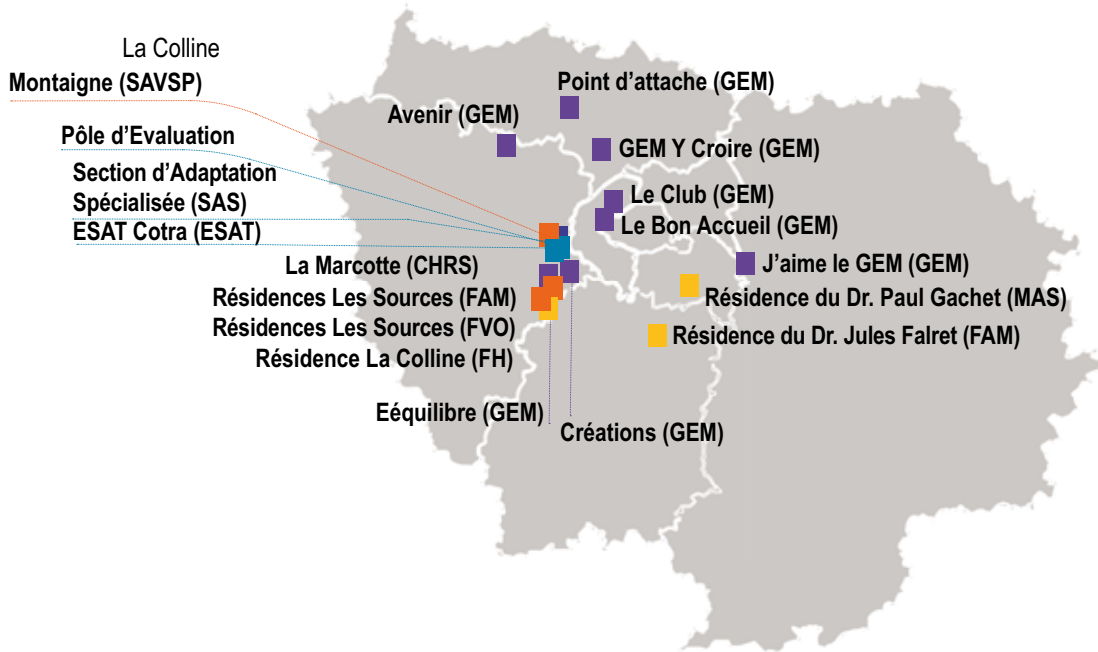 La Colline
Montaigne (SAVSP)
Pôle d’Evaluation
Section d’Adaptation
Spécialisée (SAS)
ESAT Cotra (ESAT)
La Marcotte (CHRS)
Résidences Les Sources (FAM)
Résidences Les Sources (FVO)
Résidence La Colline (FH)
Eéquilibre (GEM)
Créations (GEM)
Avenir (GEM)
Point d’attache (GEM)
GEM Y Croire (GEM)
Le Club (GEM)
Le Bon Accueil (GEM)
J’aime le GEM (GEM)
Résidence du Dr. Paul Gachet (MAS)
Résidence du Dr. Jules Falret (FAM)